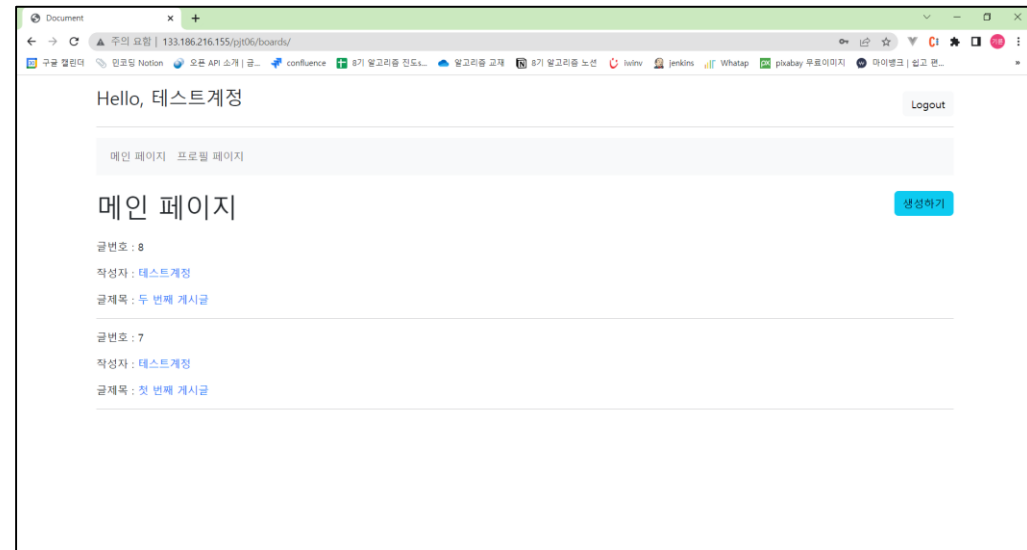 Document
주의 요함 | 133.186.216.155/pjt06/boards/
구글 캘린더 민코딩 Notion 오픈 API 소개 | 공... confluence 8기 알고리즘 진도s... 알고리즘 교재 8기 알고리즘 노션 iwinv jenkins Whatap pixabay 무료이미지 마이뱅크 | 쉽고 편...
Hello, 테스트계정
Logout
메인 페이지 프로필 페이지
메인 페이지
생성하기
글번호 : 8
작성자 : 테스트계정
글제목 : 두 번째 게시글
글번호 : 7
작성자 : 테스트계정
글제목 : 첫 번째 게시글